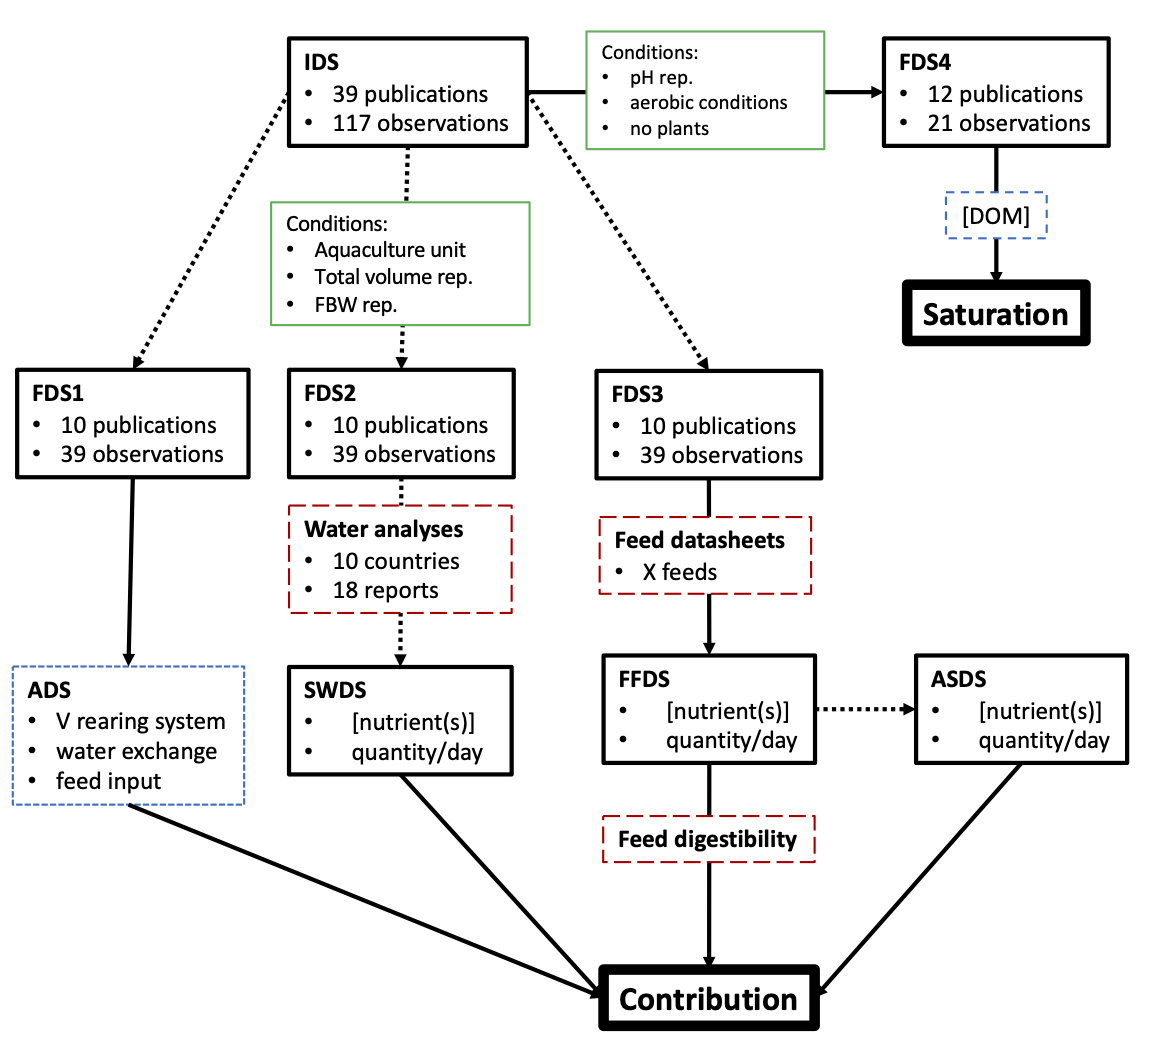 IDS
• 39 publications
• 117 observations
Conditions:
• pH rep.
• aerobic conditions
• no plants
FDS4
• 12 publications
• 21 observations
[DOM]
Saturation
Conditions:
• Aquaculture unit
• Total volume rep.
• FBW rep.
FDS1
• 10 publications
• 39 observations
FDS2
• 10 publications
• 39 observations
FDS3
• 10 publications
• 39 observations
Water analyses
• 10 countries
• 18 reports
Feed datasheets
• X feeds
ADS
• V rearing system
• water exchange
• feed input
SWDS
• [nutrient(s)]
• quantity/day
FFDS
• [nutrient(s)]
• quantity/day
ASDS
• [nutrient(s)]
• quantity/day
Feed digestibility
Contribution